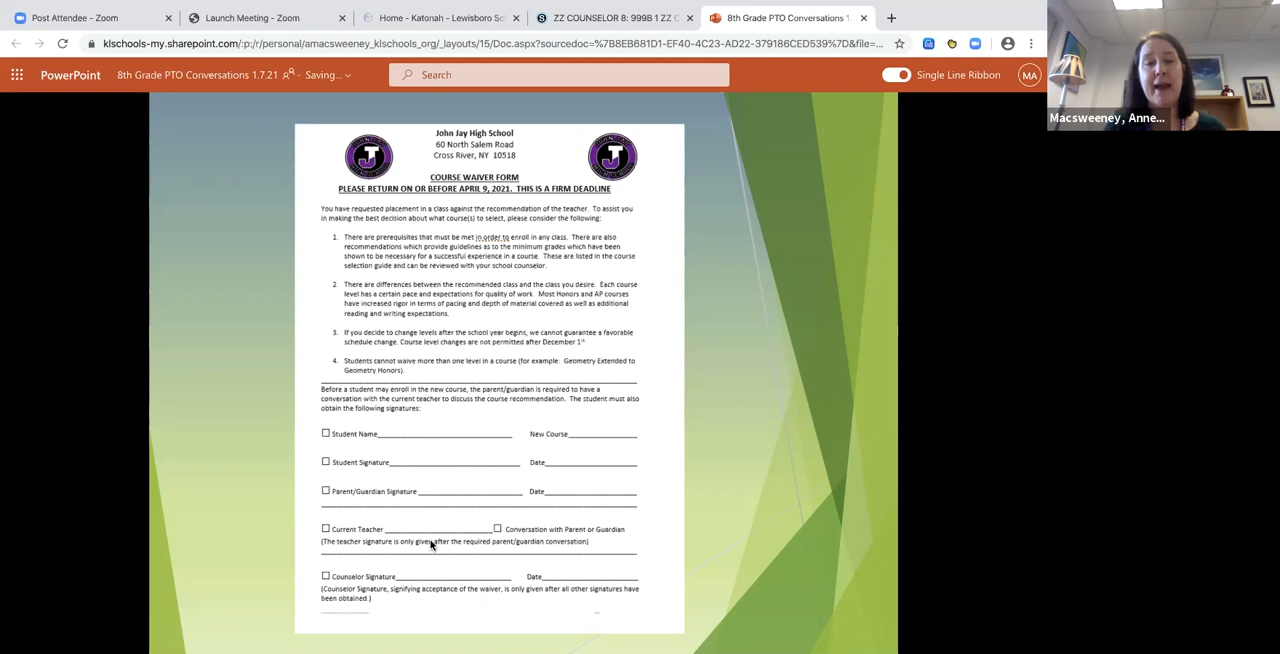 Post Attendee - Zoom
Launch Meeting - Zoom
Home - Katonah - Lewisboro Sc
ZZ COUNSELOR 8: 999B 1 ZZ C
8th Grade PTO Conversations 1.
klschools-my.sharepoint.com/:p:/r/personal/amacsweeney_klschools_org/_layouts/15/Doc.aspx?sourcedoc=%7B8EB681D1-EF40-4C23-AD22-379186CED539%7D&file=...
PowerPoint
8th Grade PTO Conversations 1.7.21 - Saving...
Search
Single Line Ribbon
MA
Macsweeney, Anne...
John Jay High School
60 North Salem Road
Cross River, NY 10518
J
J
COURSE WAIVER FORM
PLEASE RETURN ON OR BEFORE APRIL 9, 2021. THIS IS A FIRM DEADLINE
You have requested placement in a class against the recommendation of the teacher. To assist you
in making the best decision about what course(s) to select, please consider the following:
1. There are prerequisites that must be met in order to enroll in any class. There are also
recommendations which provide guidelines as to the minimum grades which have been
shown to be necessary for a successful experience in a course. These are listed in the course
selection guide and can be reviewed with your school counselor.
2. There are differences between the recommended class and the class you desire. Each course
level has a certain pace and expectations for quality of work. Most Honors and AP courses
have increased rigor in terms of pacing and depth of material covered as well as additional
reading and writing expectations.
3. If you decide to change levels after the school year begins, we cannot guarantee a favorable
schedule change. Course level changes are not permitted after December 1st.
4. Students cannot waive more than one level in a course (for example: Geometry Extended to
Geometry Honors).
Before a student may enroll in the new course, the parent/guardian is required to have a
conversation with the current teacher to discuss the course recommendation. The student must also
obtain the following signatures:
☐ Student Name__________ New Course__________
☐ Student Signature__________ Date__________
☐ Parent/Guardian Signature __________ Date__________
☐ Current Teacher __________ ☐ Conversation with Parent or Guardian
(The teacher signature is only given after the required parent/guardian conversation)
☐ Counselor Signature__________ Date__________
(Counselor Signature, signifying acceptance of the waiver, is only given after all other signatures have
been obtained.)